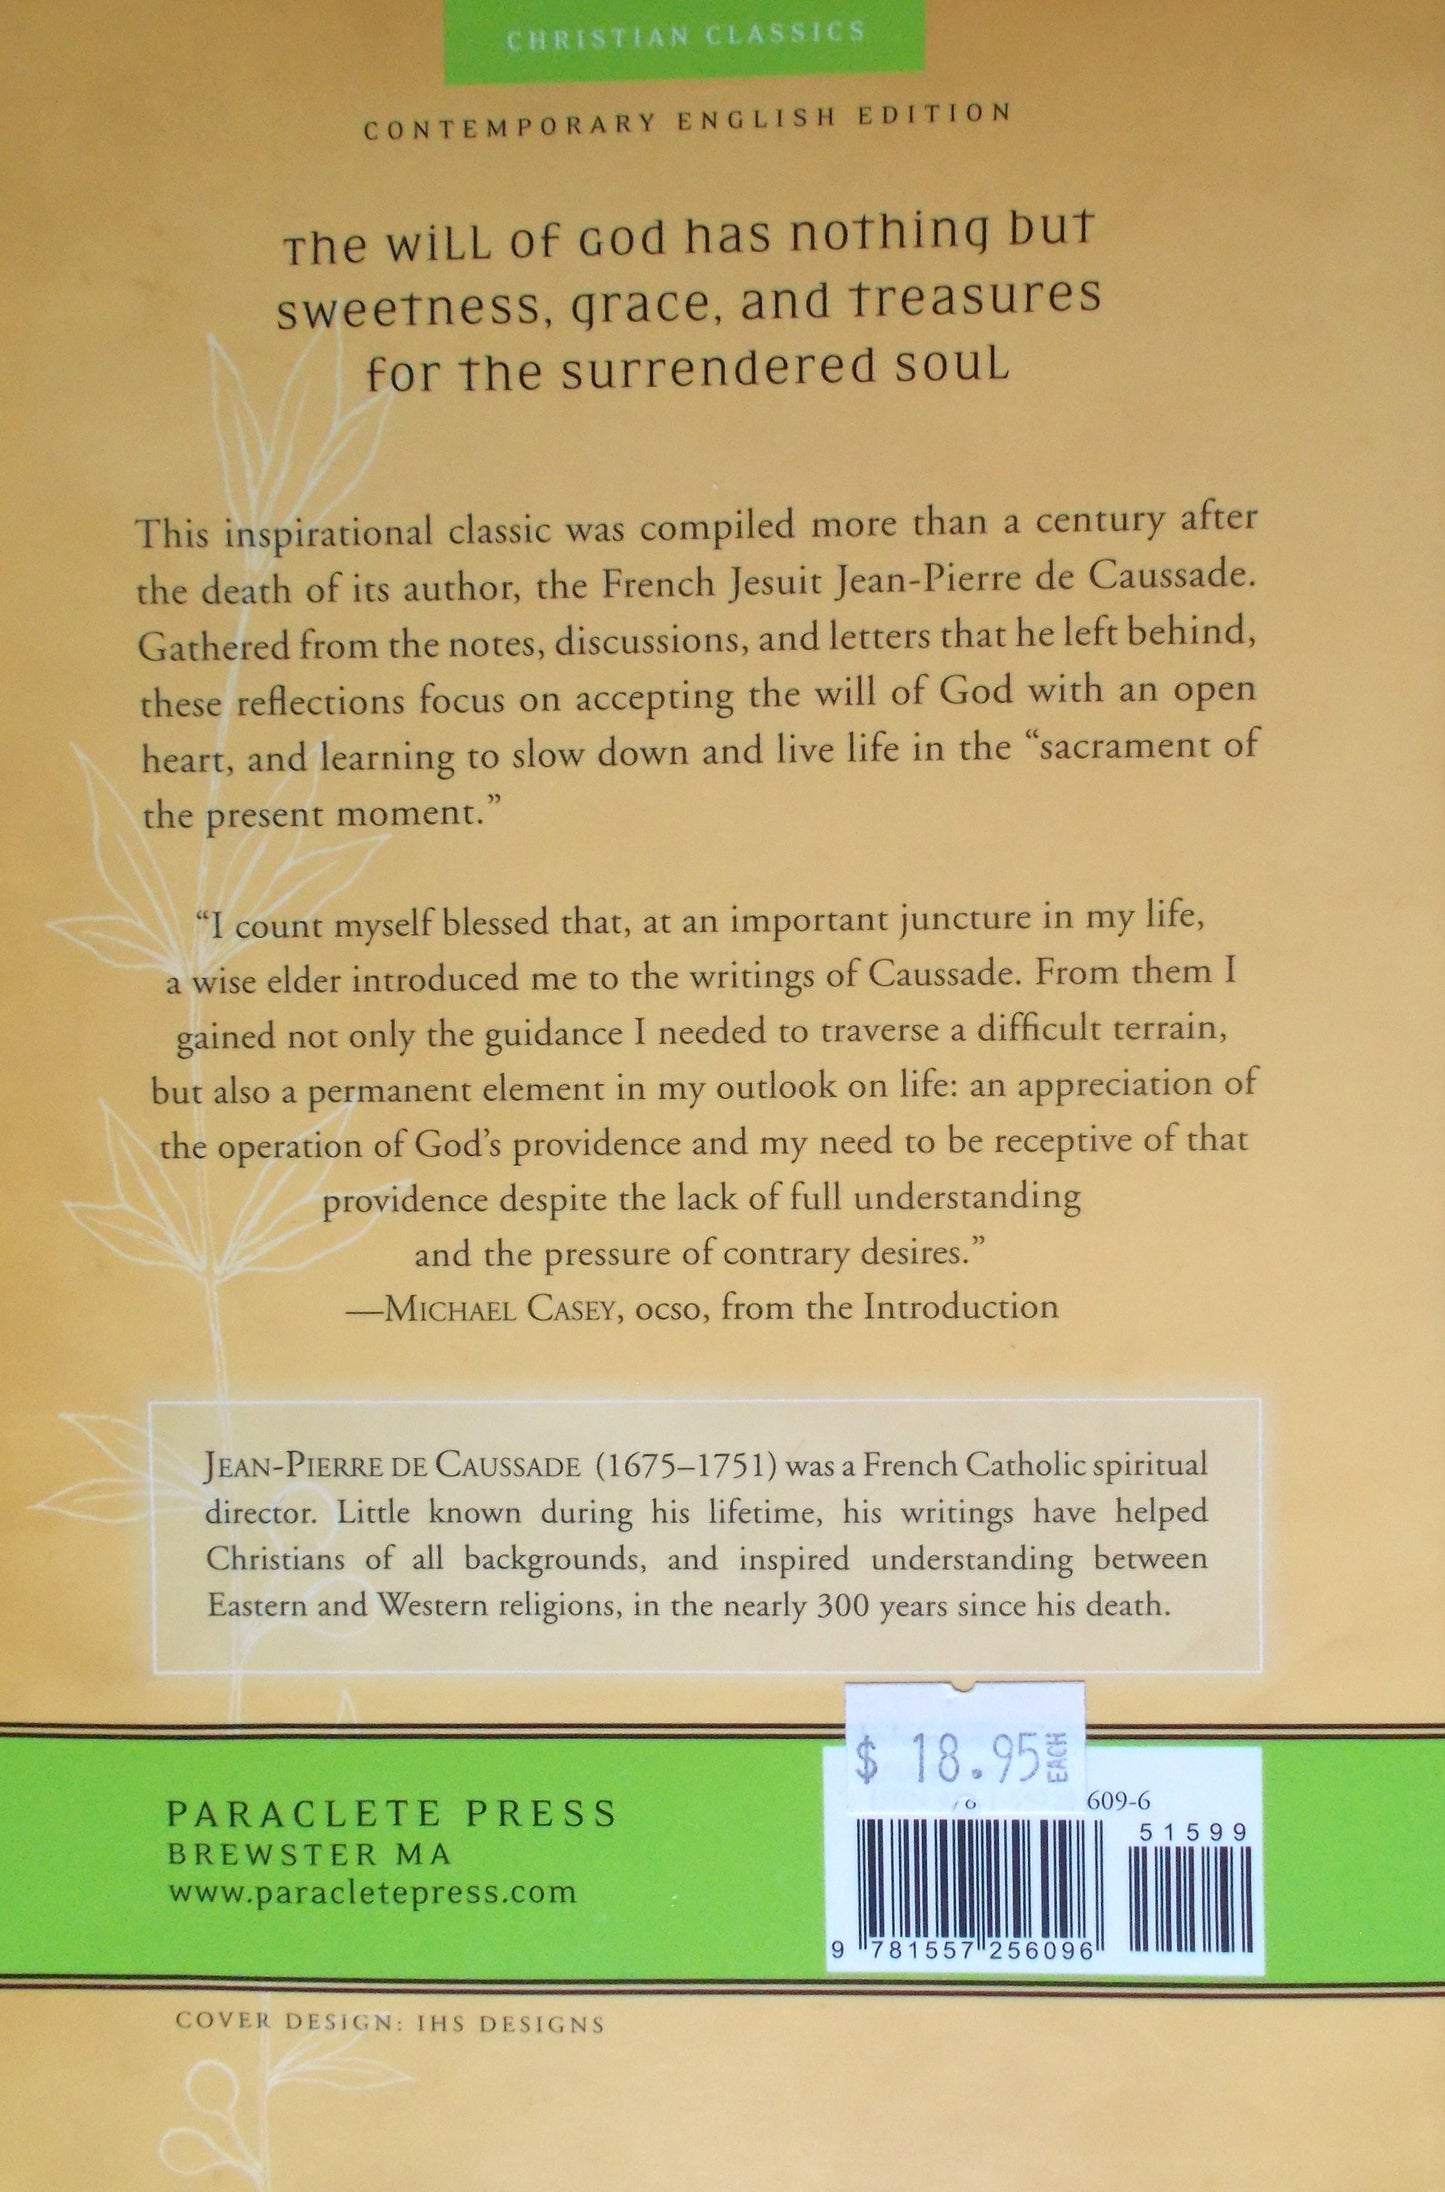 CHRISTIAN CLASSICS
CONTEMPORARY ENGLISH EDITION
The will of God has nothing but
sweetness, grace, and treasures
for the surrendered soul
This inspirational classic was compiled more than a century after
the death of its author, the French Jesuit Jean-Pierre de Caussade.
Gathered from the notes, discussions, and letters that he left behind,
these reflections focus on accepting the will of God with an open
heart, and learning to slow down and live life in the “sacrament of
the present moment.”
“I count myself blessed that, at an important juncture in my life,
a wise elder introduced me to the writings of Caussade. From them I
gained not only the guidance I needed to traverse a difficult terrain,
but also a permanent element in my outlook on life: an appreciation of
the operation of God’s providence and my need to be receptive of that
providence despite the lack of full understanding
and the pressure of contrary desires.”
—MICHAEL CASEY, OCSO, from the Introduction
JEAN-PIERRE DE CAUSSADE (1675–1751) was a French Catholic spiritual
director. Little known during his lifetime, his writings have helped
Christians of all backgrounds, and inspired understanding between
Eastern and Western religions, in the nearly 300 years since his death.
$ 18.95 EACH
609-6
51599
9 781557 256096
PARACLETE PRESS
BREWSTER MA
www.paracletepress.com
COVER DESIGN: IHS DESIGNS